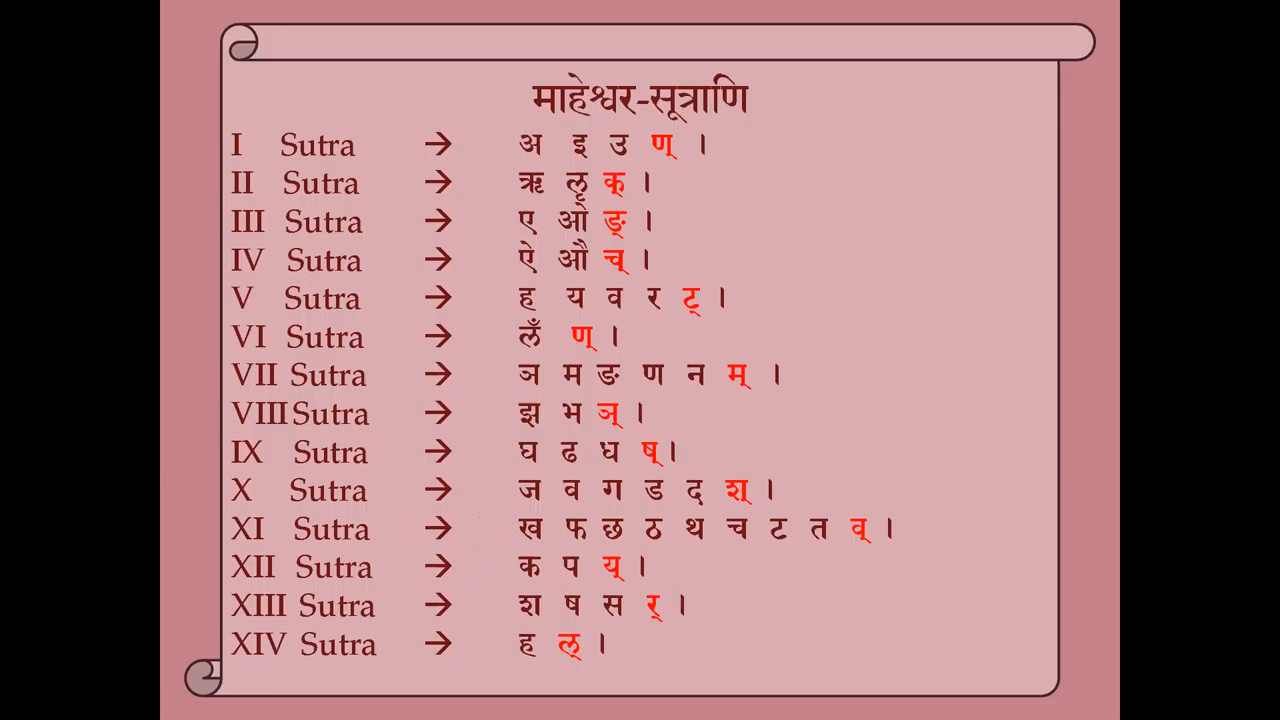 माहेश्वर-सूत्राणि
I Sutra → अ इ उ ण् ।
II Sutra → ऋ लृ क् ।
III Sutra → ए ओ ङ् ।
IV Sutra → ऐ औ च् ।
V Sutra → ह य व र ट् ।
VI Sutra → लँ ण् ।
VII Sutra → ञ म ङ ण न म् ।
VIII Sutra → झ भ ञ् ।
IX Sutra → घ ढ ध ष् ।
X Sutra → ज व ग ड द श् ।
XI Sutra → ख फ छ ठ थ च ट त व् ।
XII Sutra → क प य् ।
XIII Sutra → श ष स र् ।
XIV Sutra → ह ल् ।